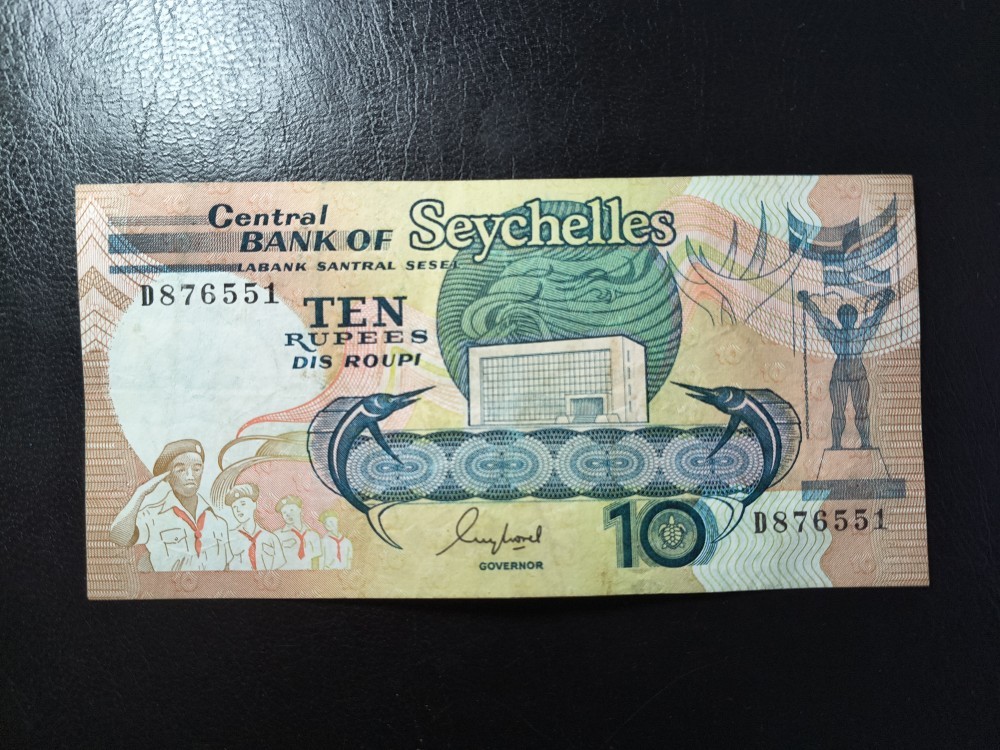 Central
BANK OF Seychelles
LABANK SANTRAL SESEL
D876551
TEN
RUPEES
DIS ROUPI
10
D876551
GOVERNOR